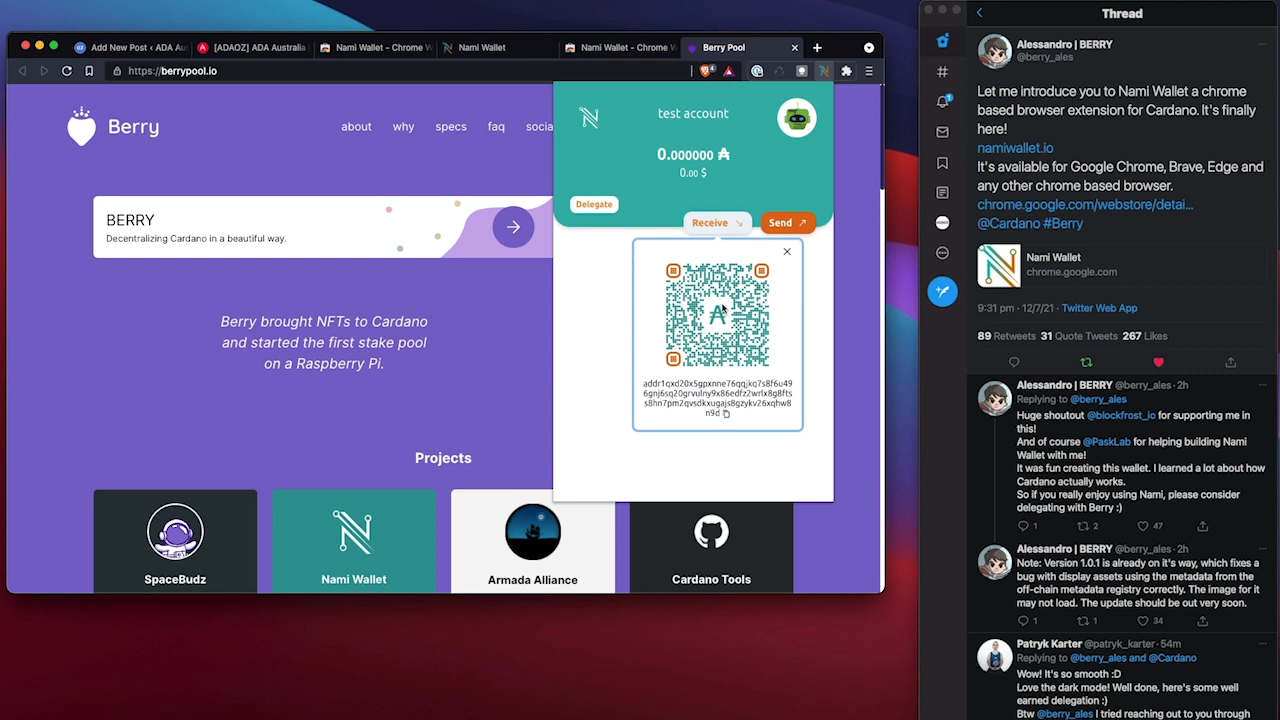 Add New Post ‹ ADA Au
[ADAOZ] ADA Australia
Nami Wallet - Chrome W
Nami Wallet
Nami Wallet - Chrome W
Berry Pool
https://berrypool.io
Berry
about
why
specs
faq
socia
BERRY
Decentralizing Cardano in a beautiful way.
Berry brought NFTs to Cardano
and started the first stake pool
on a Raspberry Pi.
Projects
SpaceBudz
Nami Wallet
Armada Alliance
Cardano Tools
test account
0.000000 ₳
0.00 $
Delegate
Receive
Send
addr1qxd20x5gpxnne76qqjkq7s8f6u49
6gnj6sq20grvulny9x86edfz2wrlx8g8fts
s8hn7pm2qvsdkxugajs8gzykv26xqhw8
n9d
Thread
Alessandro | BERRY
@berry_ales
Let me introduce you to Nami Wallet a chrome
based browser extension for Cardano. It's finally
here!
namiwallet.io
It's available for Google Chrome, Brave, Edge and
any other chrome based browser.
chrome.google.com/webstore/detai...
@Cardano #Berry
Nami Wallet
chrome.google.com
9:31 pm · 12/7/21 · Twitter Web App
89 Retweets 31 Quote Tweets 267 Likes
Alessandro | BERRY @berry_ales · 2h
Replying to @berry_ales
Huge shoutout @blockfrost_io for supporting me in
this!
And of course @PaskLab for helping building Nami
Wallet with me!
It was fun creating this wallet. I learned a lot about how
Cardano actually works.
So if you really enjoy using Nami, please consider
delegating with Berry :)
1 2 47
Alessandro | BERRY @berry_ales · 2h
Note: Version 1.0.1 is already on it's way, which fixes a
bug with display assets using the metadata from the
off-chain metadata registry correctly. The image for it
may not load. The update should be out very soon.
1 1 34
Patryk Karter @patryk_karter · 54m
Replying to @berry_ales and @Cardano
Wow! It's so smooth :D
Love the dark mode! Well done, here's some well
earned delegation :)
Btw @berry_ales I tried reaching out to you through